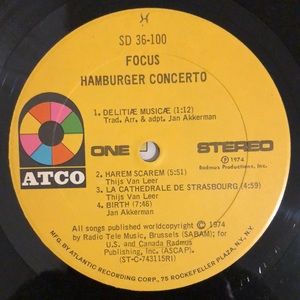 SD 36-100
FOCUS
HAMBURGER CONCERTO
1. DELITIÆ MUSICÆ (1:12)
Trad. Arr. & adpt. Jan Akkerman
ONE STEREO
ATCO
℗ 1974
Radmus Productions, Inc.
2. HAREM SCAREM (5:51)
Thijs Van Leer
3. LA CATHEDRALE DE STRASBOURG (4:59)
Thijs Van Leer
4. BIRTH (7:46)
Jan Akkerman
All songs published worldcopyright © 1974
by Radio Tele Music, Brussels (SABAM); for
U.S. and Canada Radmus
Publishing, Inc. (ASCAP).
(ST-C-743115RI)
MFG. BY ATLANTIC RECORDING CORP., 75 ROCKEFELLER PLAZA, N.Y., N.Y.